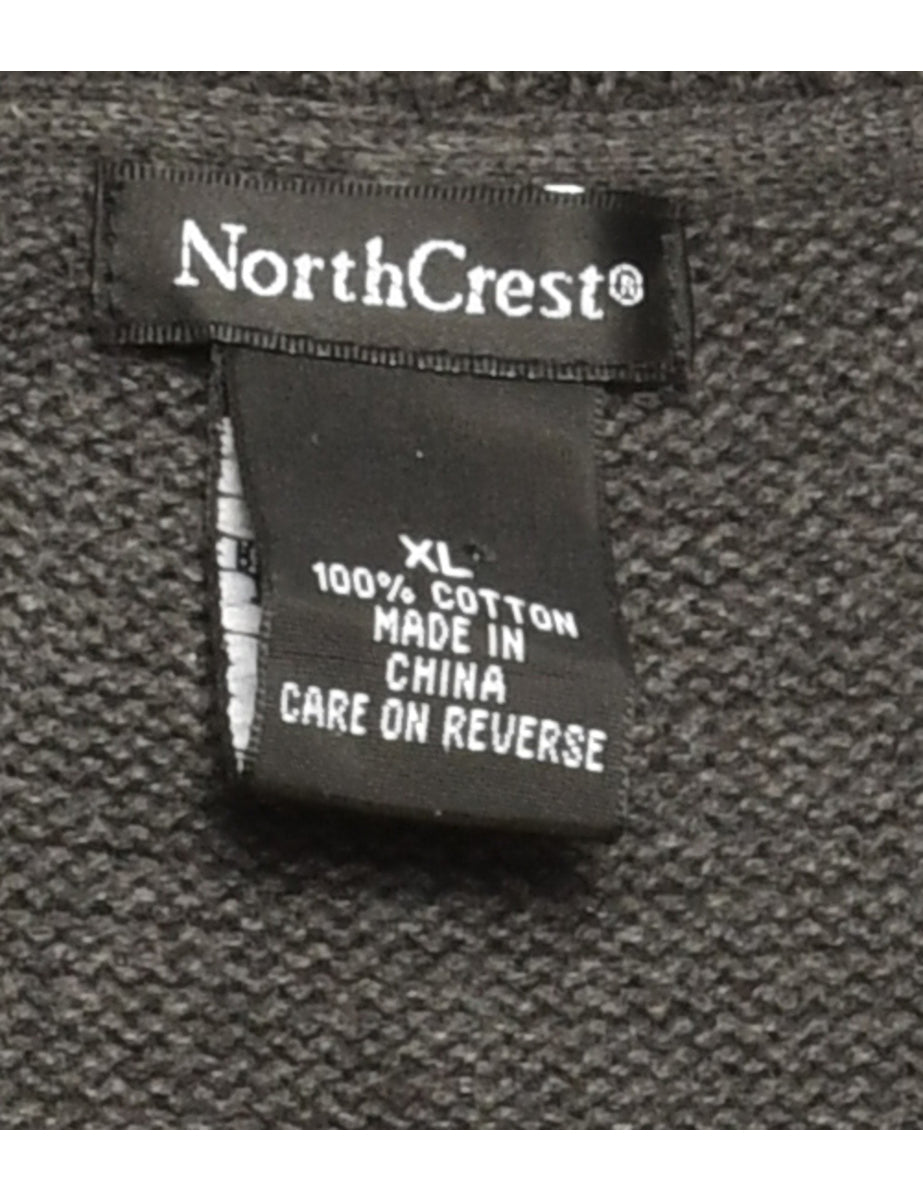 NorthCrest®
XL
100% COTTON
MADE IN
CHINA
CARE ON REVERSE